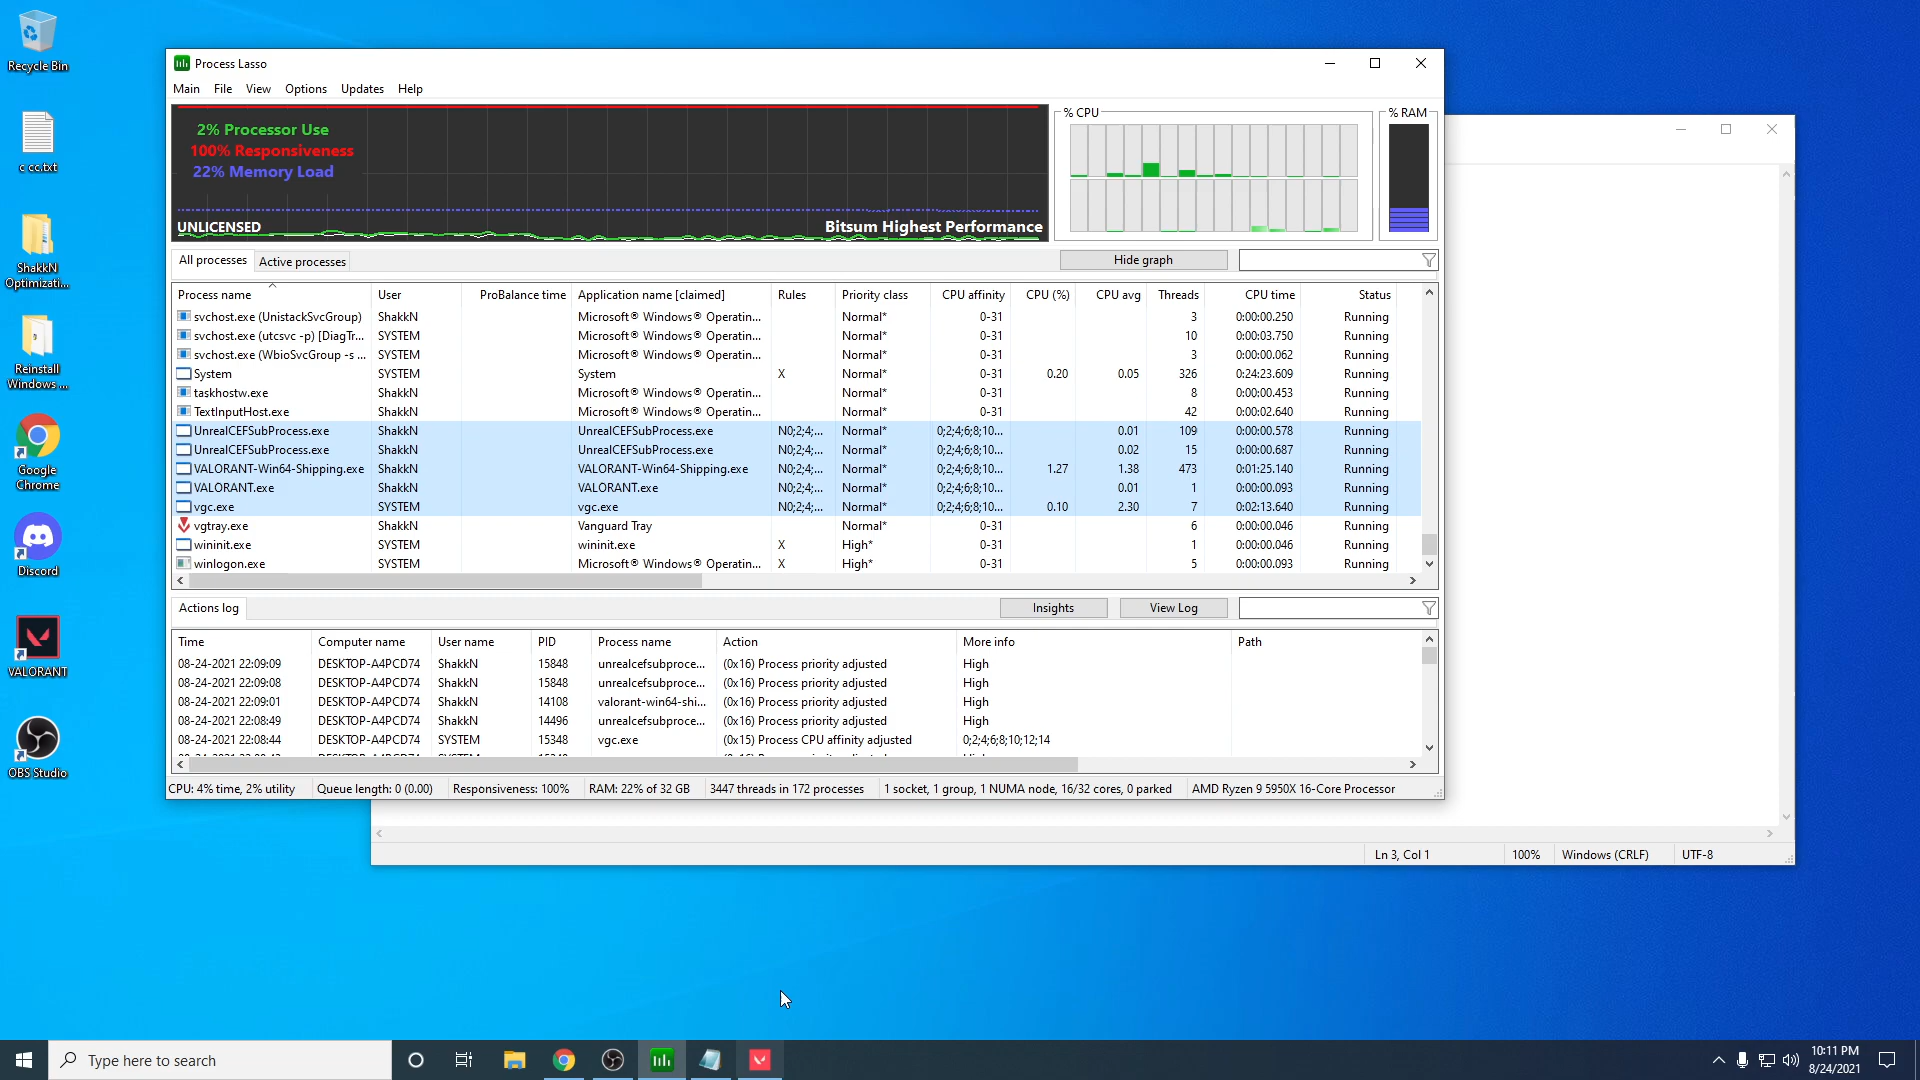 Recycle Bin
c cc.txt
ShakkN
Optimizati...
Reinstall
Windows ...
Google
Chrome
Discord
VALORANT
OBS Studio
Process Lasso
Main File View Options Updates Help
2% Processor Use
100% Responsiveness
22% Memory Load
UNLICENSED
Bitsum Highest Performance
% CPU
% RAM
All processes Active processes Hide graph
Process name User ProBalance time Application name [claimed] Rules Priority class CPU affinity CPU (%) CPU avg Threads CPU time Status
svchost.exe (UnistackSvcGroup) ShakkN Microsoft® Windows® Operatin... Normal* 0-31 3 0:00:00.250 Running
svchost.exe (utcsvc -p) [DiagTr... SYSTEM Microsoft® Windows® Operatin... Normal* 0-31 10 0:00:03.750 Running
svchost.exe (WbioSvcGroup -s ... SYSTEM Microsoft® Windows® Operatin... Normal* 0-31 3 0:00:00.062 Running
System SYSTEM System X Normal* 0-31 0.20 0.05 326 0:24:23.609 Running
taskhostw.exe ShakkN Microsoft® Windows® Operatin... Normal* 0-31 8 0:00:00.453 Running
TextInputHost.exe ShakkN Microsoft® Windows® Operatin... Normal* 0-31 42 0:00:02.640 Running
UnrealCEFSubProcess.exe ShakkN UnrealCEFSubProcess.exe N0;2;4;... Normal* 0;2;4;6;8;10... 0.01 109 0:00:00.578 Running
UnrealCEFSubProcess.exe ShakkN UnrealCEFSubProcess.exe N0;2;4;... Normal* 0;2;4;6;8;10... 0.02 15 0:00:00.687 Running
VALORANT-Win64-Shipping.exe ShakkN VALORANT-Win64-Shipping.exe N0;2;4;... Normal* 0;2;4;6;8;10... 1.27 1.38 473 0:01:25.140 Running
VALORANT.exe ShakkN VALORANT.exe N0;2;4;... Normal* 0;2;4;6;8;10... 0.01 1 0:00:00.093 Running
vgc.exe SYSTEM vgc.exe N0;2;4;... Normal* 0;2;4;6;8;10... 0.10 2.30 7 0:02:13.640 Running
vgtray.exe ShakkN Vanguard Tray Normal* 0-31 6 0:00:00.046 Running
wininit.exe SYSTEM wininit.exe X High* 0-31 1 0:00:00.046 Running
winlogon.exe SYSTEM Microsoft® Windows® Operatin... X High* 0-31 5 0:00:00.093 Running
Actions log Insights View Log
Time Computer name User name PID Process name Action More info Path
08-24-2021 22:09:09 DESKTOP-A4PCD74 ShakkN 15848 unrealcefsubproce... (0x16) Process priority adjusted High
08-24-2021 22:09:08 DESKTOP-A4PCD74 ShakkN 15848 unrealcefsubproce... (0x16) Process priority adjusted High
08-24-2021 22:09:01 DESKTOP-A4PCD74 ShakkN 14108 valorant-win64-shi... (0x16) Process priority adjusted High
08-24-2021 22:08:49 DESKTOP-A4PCD74 ShakkN 14496 unrealcefsubproce... (0x16) Process priority adjusted High
08-24-2021 22:08:44 DESKTOP-A4PCD74 SYSTEM 15348 vgc.exe (0x15) Process CPU affinity adjusted 0;2;4;6;8;10;12;14
CPU: 4% time, 2% utility Queue length: 0 (0.00) Responsiveness: 100% RAM: 22% of 32 GB 3447 threads in 172 processes 1 socket, 1 group, 1 NUMA node, 16/32 cores, 0 parked AMD Ryzen 9 5950X 16-Core Processor
Ln 3, Col 1 100% Windows (CRLF) UTF-8
Type here to search
10:11 PM
8/24/2021